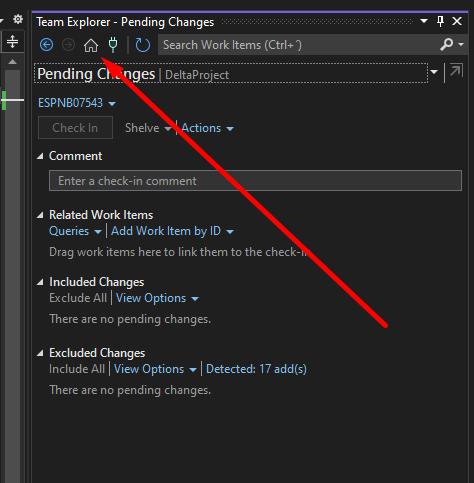 Team Explorer - Pending Changes
Search Work Items (Ctrl+´)
Pending Changes | DeltaProject
ESPNB07543
Check In Shelve Actions
Comment
Enter a check-in comment
Related Work Items
Queries | Add Work Item by ID
Drag work items here to link them to the check-in.
Included Changes
Exclude All | View Options
There are no pending changes.
Excluded Changes
Include All | View Options | Detected: 17 add(s)
There are no pending changes.